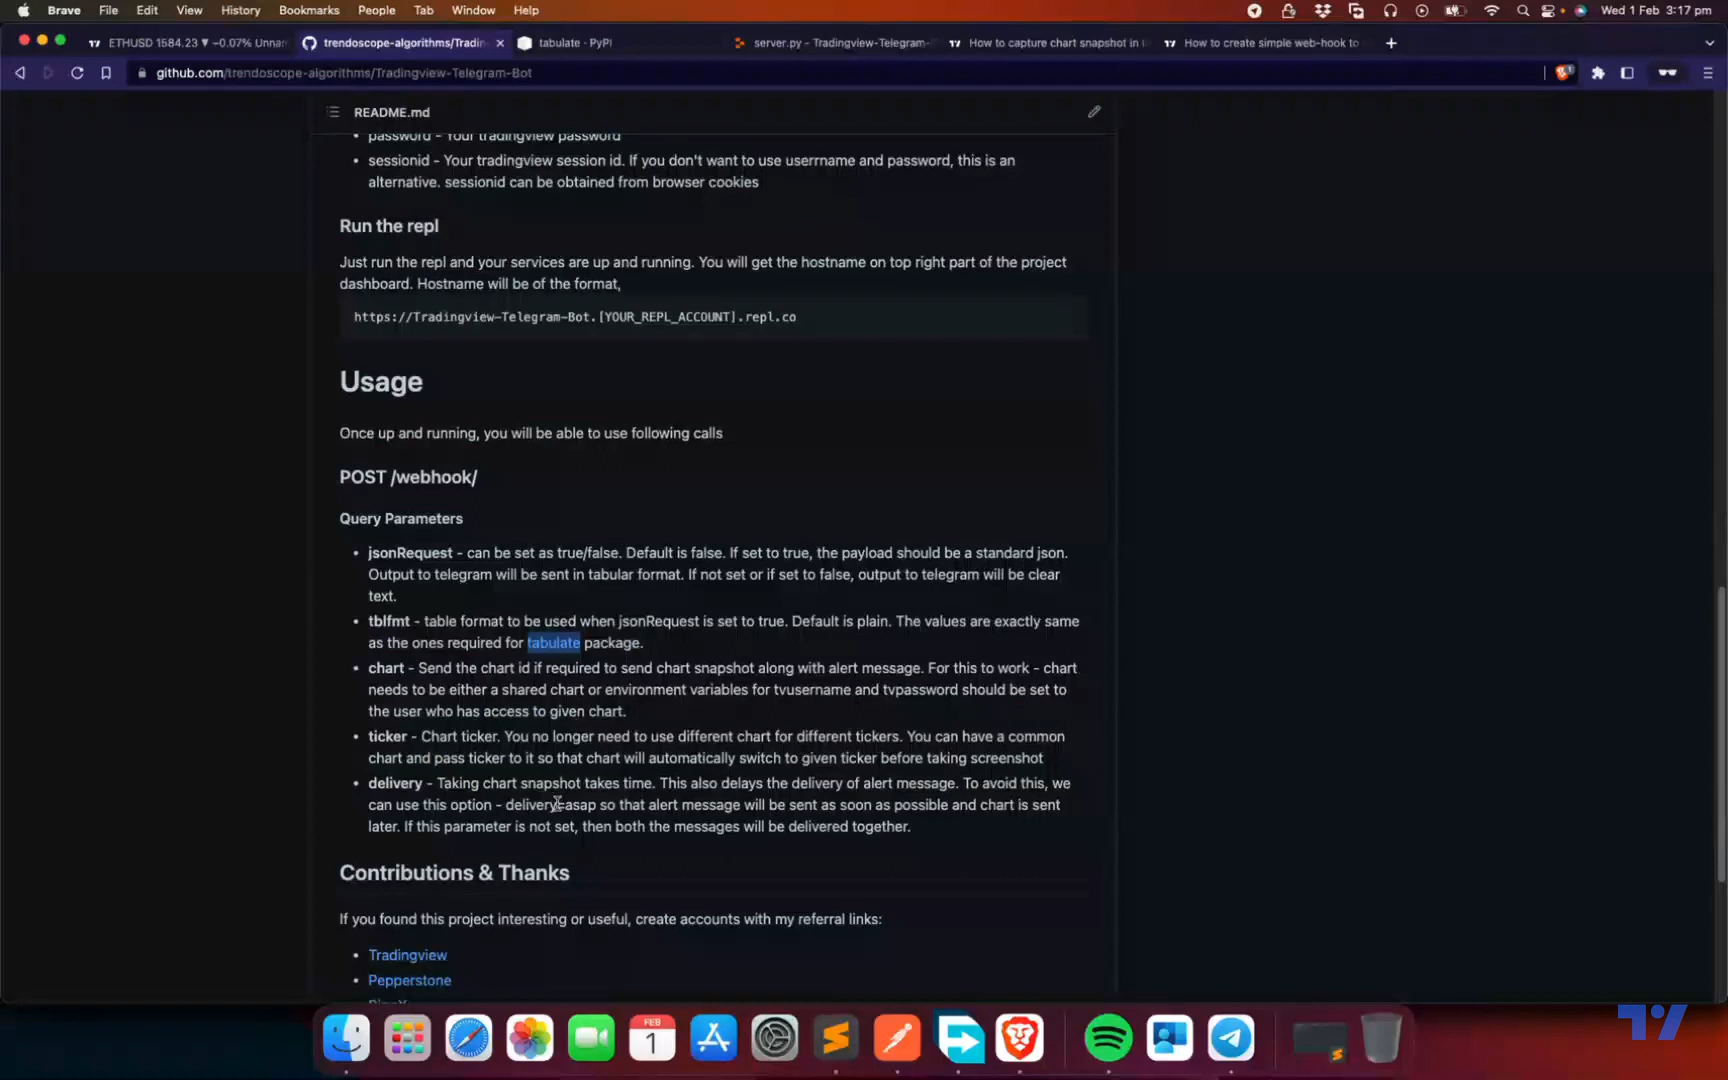 Brave File Edit View History Bookmarks People Tab Window Help Wed 1 Feb 3:17 pm
ETHUSD 1584.23 ▼ −0.07% Unnar trendoscope-algorithms/Tradin tabulate · PyPI server.py - Tradingview-Telegram- How to capture chart snapshot in How to create simple web-hook to
github.com/trendoscope-algorithms/Tradingview-Telegram-Bot
README.md
• password - Your tradingview password
• sessionid - Your tradingview session id. If you don't want to use userrname and password, this is an
alternative. sessionid can be obtained from browser cookies
Run the repl
Just run the repl and your services are up and running. You will get the hostname on top right part of the project
dashboard. Hostname will be of the format,
https://Tradingview-Telegram-Bot.[YOUR_REPL_ACCOUNT].repl.co
Usage
Once up and running, you will be able to use following calls
POST /webhook/
Query Parameters
• jsonRequest - can be set as true/false. Default is false. If set to true, the payload should be a standard json.
Output to telegram will be sent in tabular format. If not set or if set to false, output to telegram will be clear
text.
• tblfmt - table format to be used when jsonRequest is set to true. Default is plain. The values are exactly same
as the ones required for tabulate package.
• chart - Send the chart id if required to send chart snapshot along with alert message. For this to work - chart
needs to be either a shared chart or environment variables for tvusername and tvpassword should be set to
the user who has access to given chart.
• ticker - Chart ticker. You no longer need to use different chart for different tickers. You can have a common
chart and pass ticker to it so that chart will automatically switch to given ticker before taking screenshot
• delivery - Taking chart snapshot takes time. This also delays the delivery of alert message. To avoid this, we
can use this option - delivery=asap so that alert message will be sent as soon as possible and chart is sent
later. If this parameter is not set, then both the messages will be delivered together.
Contributions & Thanks
If you found this project interesting or useful, create accounts with my referral links:
• Tradingview
• Pepperstone
FEB
1